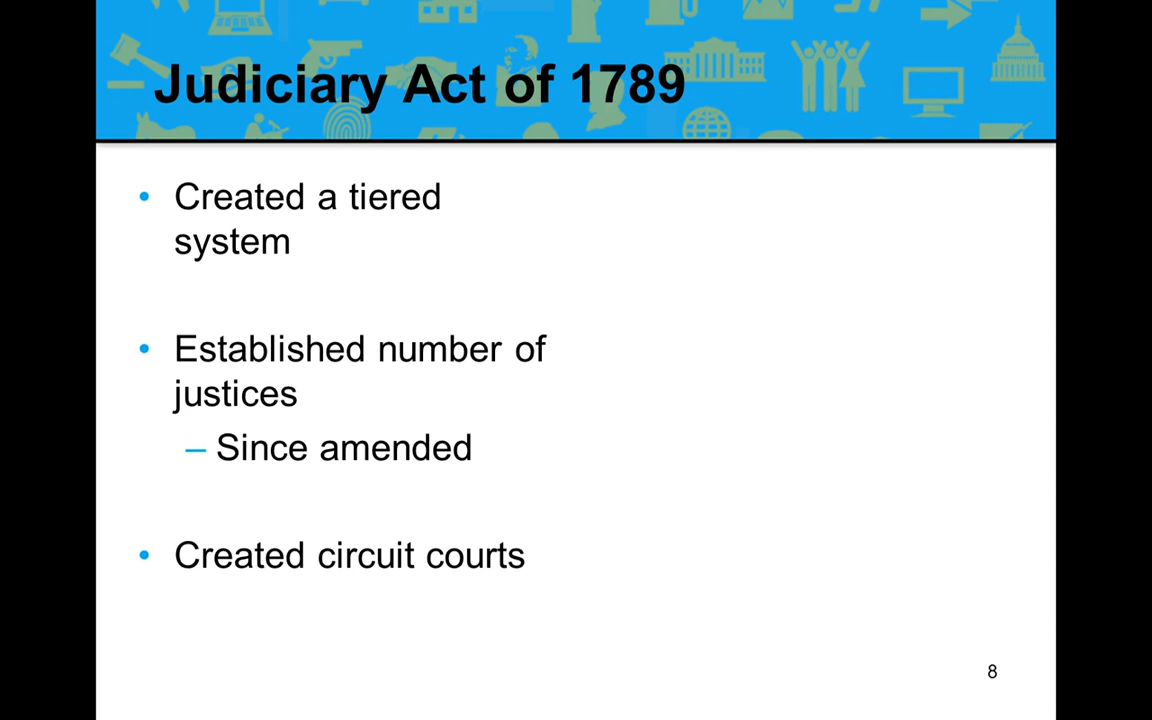 Judiciary Act of 1789
• Created a tiered
system
• Established number of
justices
– Since amended
• Created circuit courts
8